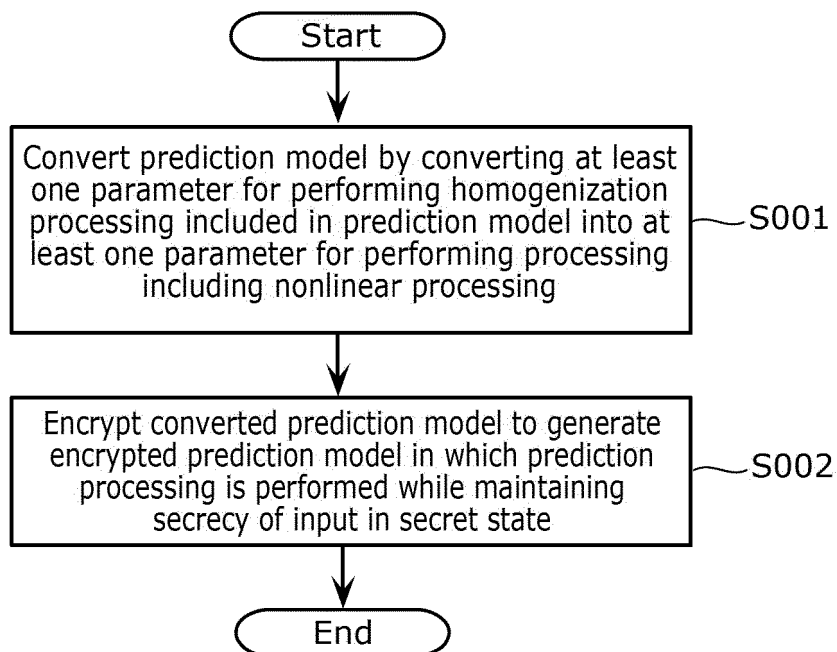 Start
Convert prediction model by converting at least
one parameter for performing homogenization
processing included in prediction model into at
least one parameter for performing processing
including nonlinear processing
S001
Encrypt converted prediction model to generate
encrypted prediction model in which prediction
processing is performed while maintaining
secrecy of input in secret state
S002
End